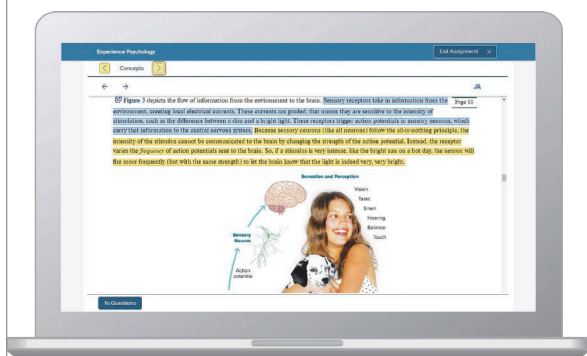 Experience Psychology
Exit Assignment ×
Concepts
Figure 3 depicts the flow of information from the environment to the brain. Sensory receptors take in information from the
Page 11
environment, creating local electrical currents. These currents are graded; that means they are sensitive to the intensity of
stimulation, such as the difference between a dim and a bright light. These receptors trigger action potentials in sensory neurons, which
carry that information to the central nervous system. Because sensory neurons (like all neurons) follow the all-or-nothing principle, the
intensity of the stimulus cannot be communicated to the brain by changing the strength of the action potential. Instead, the receptor
varies the frequency of action potentials sent to the brain. So, if a stimulus is very intense, like the bright sun on a hot day, the neuron will
fire more frequently (but with the same strength) to let the brain know that the light is indeed very, very bright.
Sensation and Perception
Vision
Taste
Smell
Hearing
Balance
Touch
Sensory
Neuron
Action
potential
To Questions